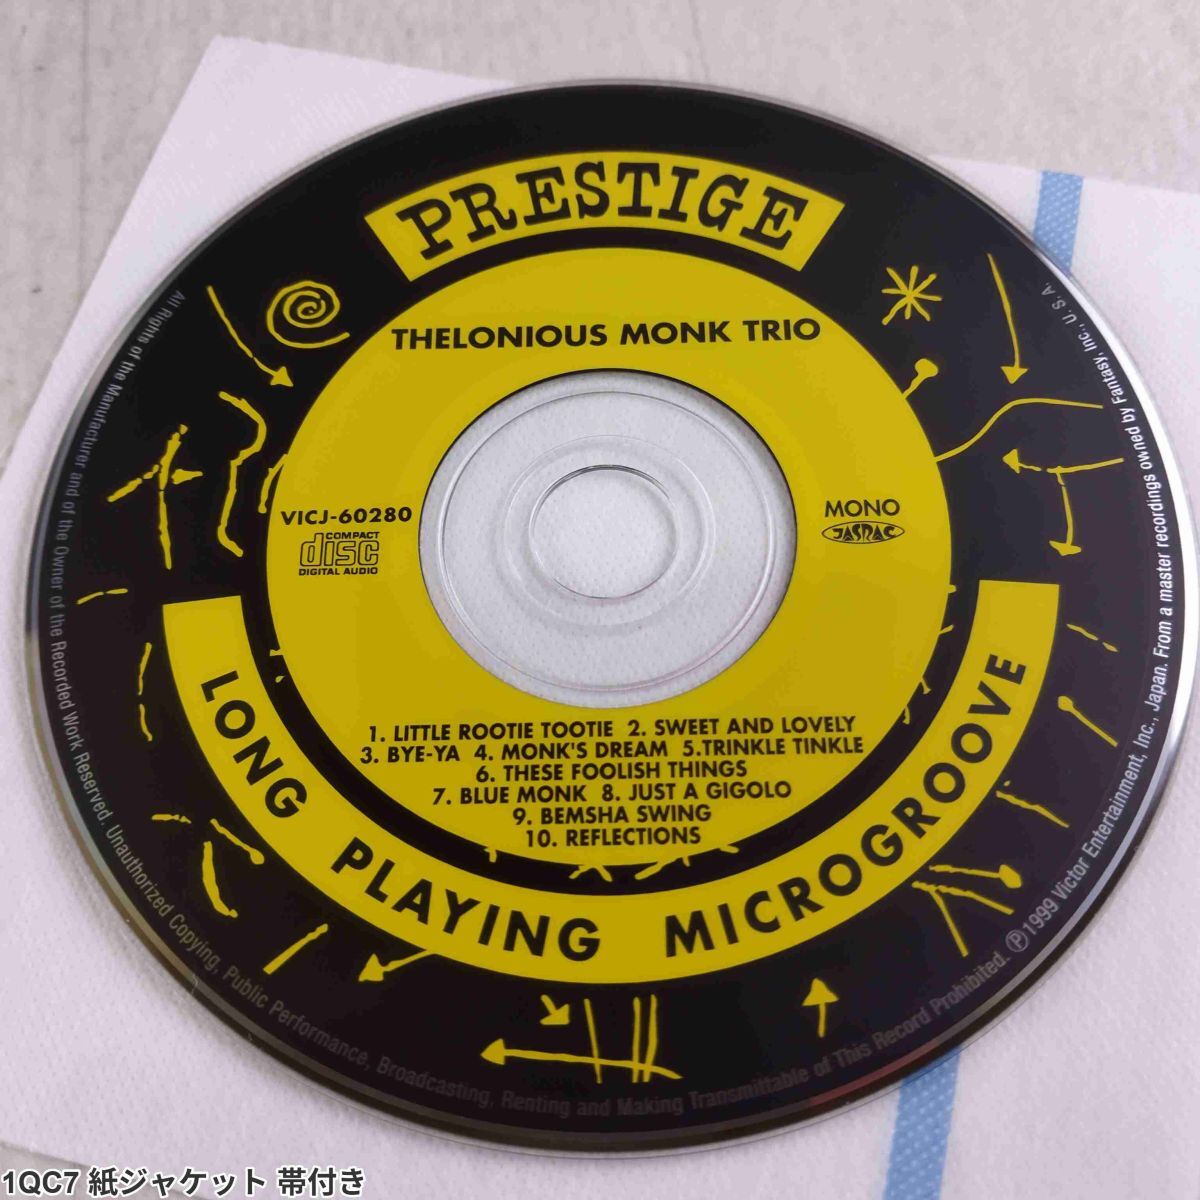 PRESTIGE
THELONIOUS MONK TRIO
VICJ-60280
COMPACT
disc
DIGITAL AUDIO
MONO
JASRAC
1. LITTLE ROOTIE TOOTIE 2. SWEET AND LOVELY
3. BYE-YA 4. MONK'S DREAM 5.TRINKLE TINKLE
6. THESE FOOLISH THINGS
7. BLUE MONK 8. JUST A GIGOLO
9. BEMSHA SWING
10. REFLECTIONS
LONG PLAYING MICROGROOVE
All Rights of the Manufacturer and of the Owner of the Recorded Work Reserved. Unauthorized Copying, Public Performance, Broadcasting, Renting and Making Transmittable of This Record Prohibited. ℗1999 Victor Entertainment, Inc., Japan. From a master recordings owned by Fantasy, Inc., U.S.A.
1QC7 紙ジャケット 帯付き